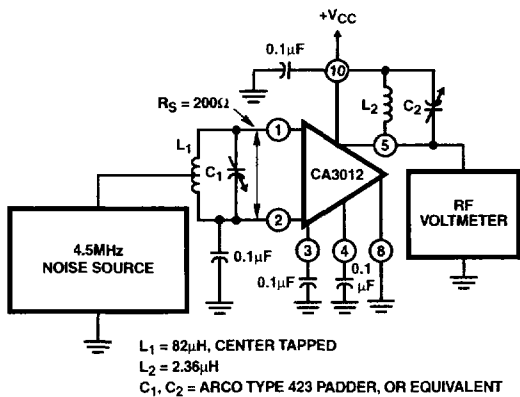 +VCC
0.1μF
10
L2
C2
RS = 200Ω
1
5
L1
C1
CA3012
RF
VOLTMETER
2
4.5MHz
NOISE SOURCE
0.1μF
3
4
8
0.1μF
0.1
μF
L1 = 82μH, CENTER TAPPED
L2 = 2.36μH
C1, C2 = ARCO TYPE 423 PADDER, OR EQUIVALENT